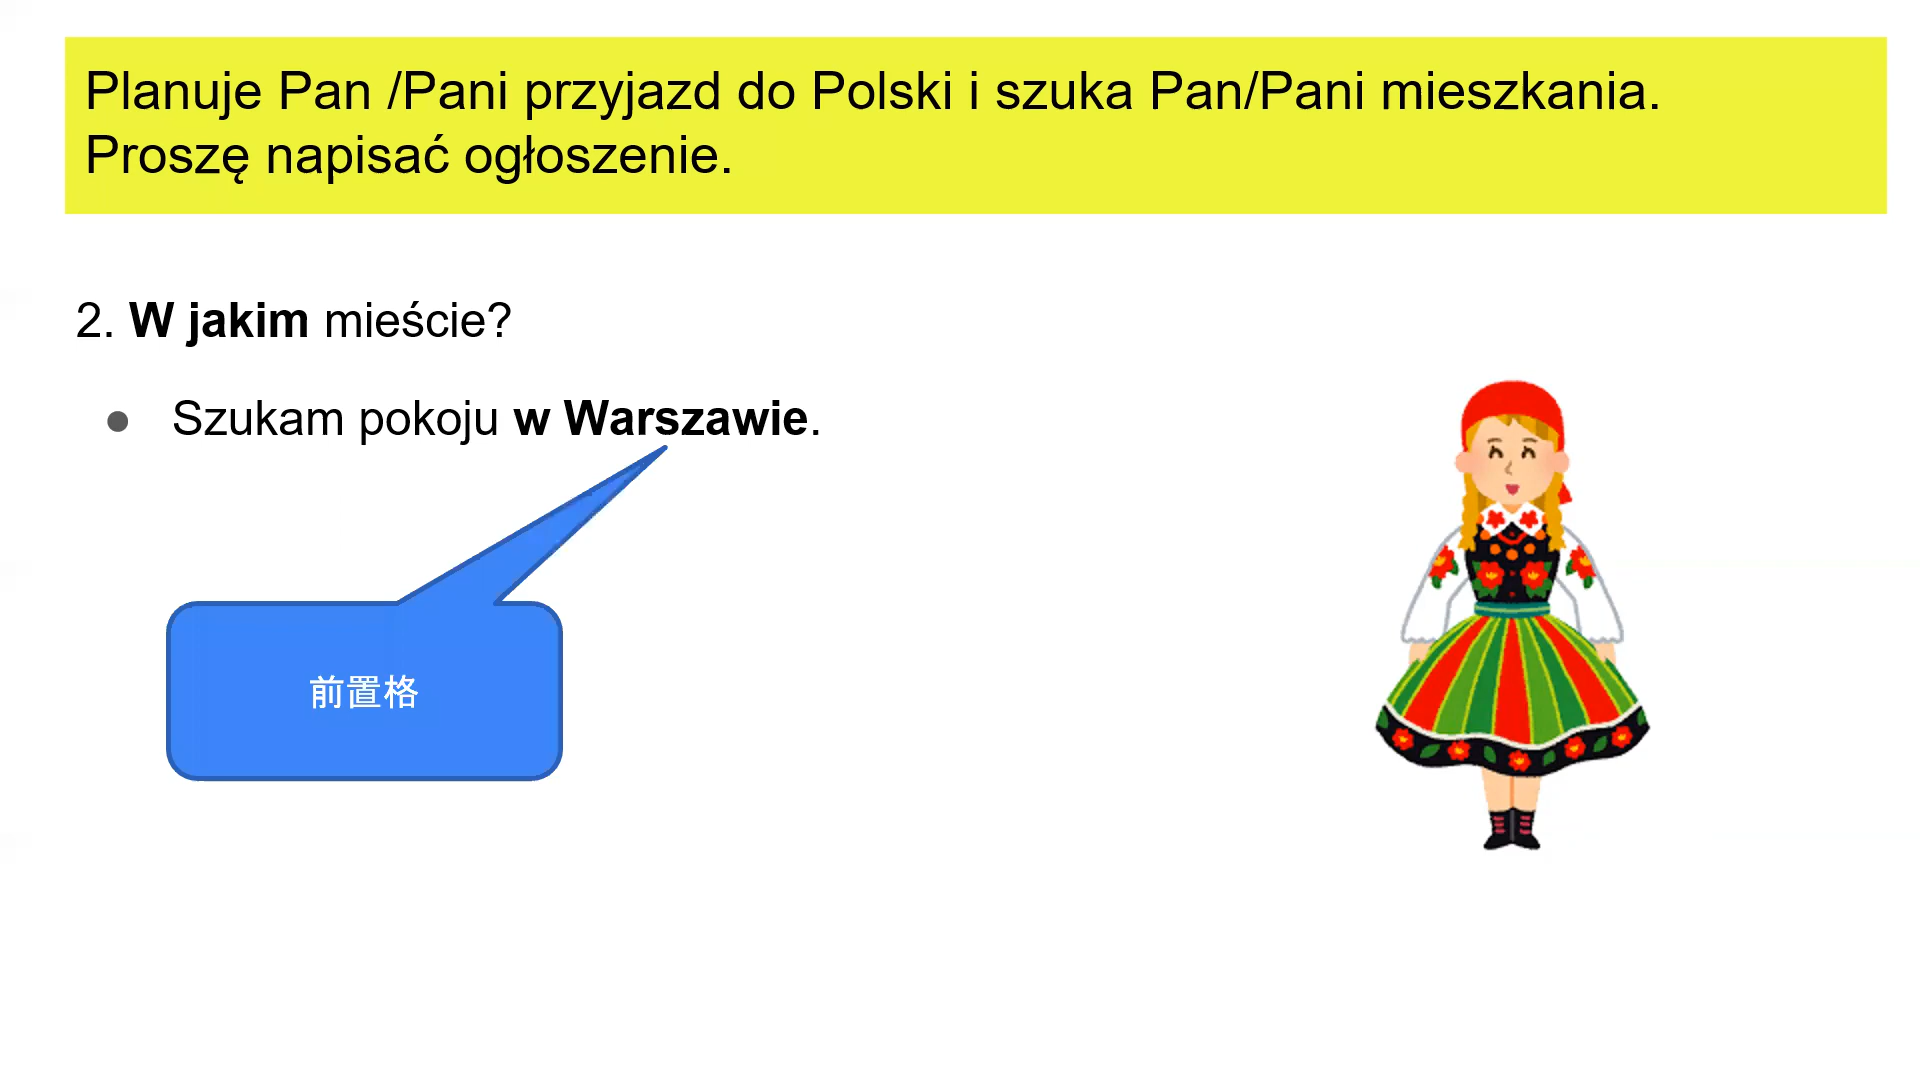 Planuje Pan /Pani przyjazd do Polski i szuka Pan/Pani mieszkania.
Proszę napisać ogłoszenie.
2. W jakim mieście?
● Szukam pokoju w Warszawie.
前置格